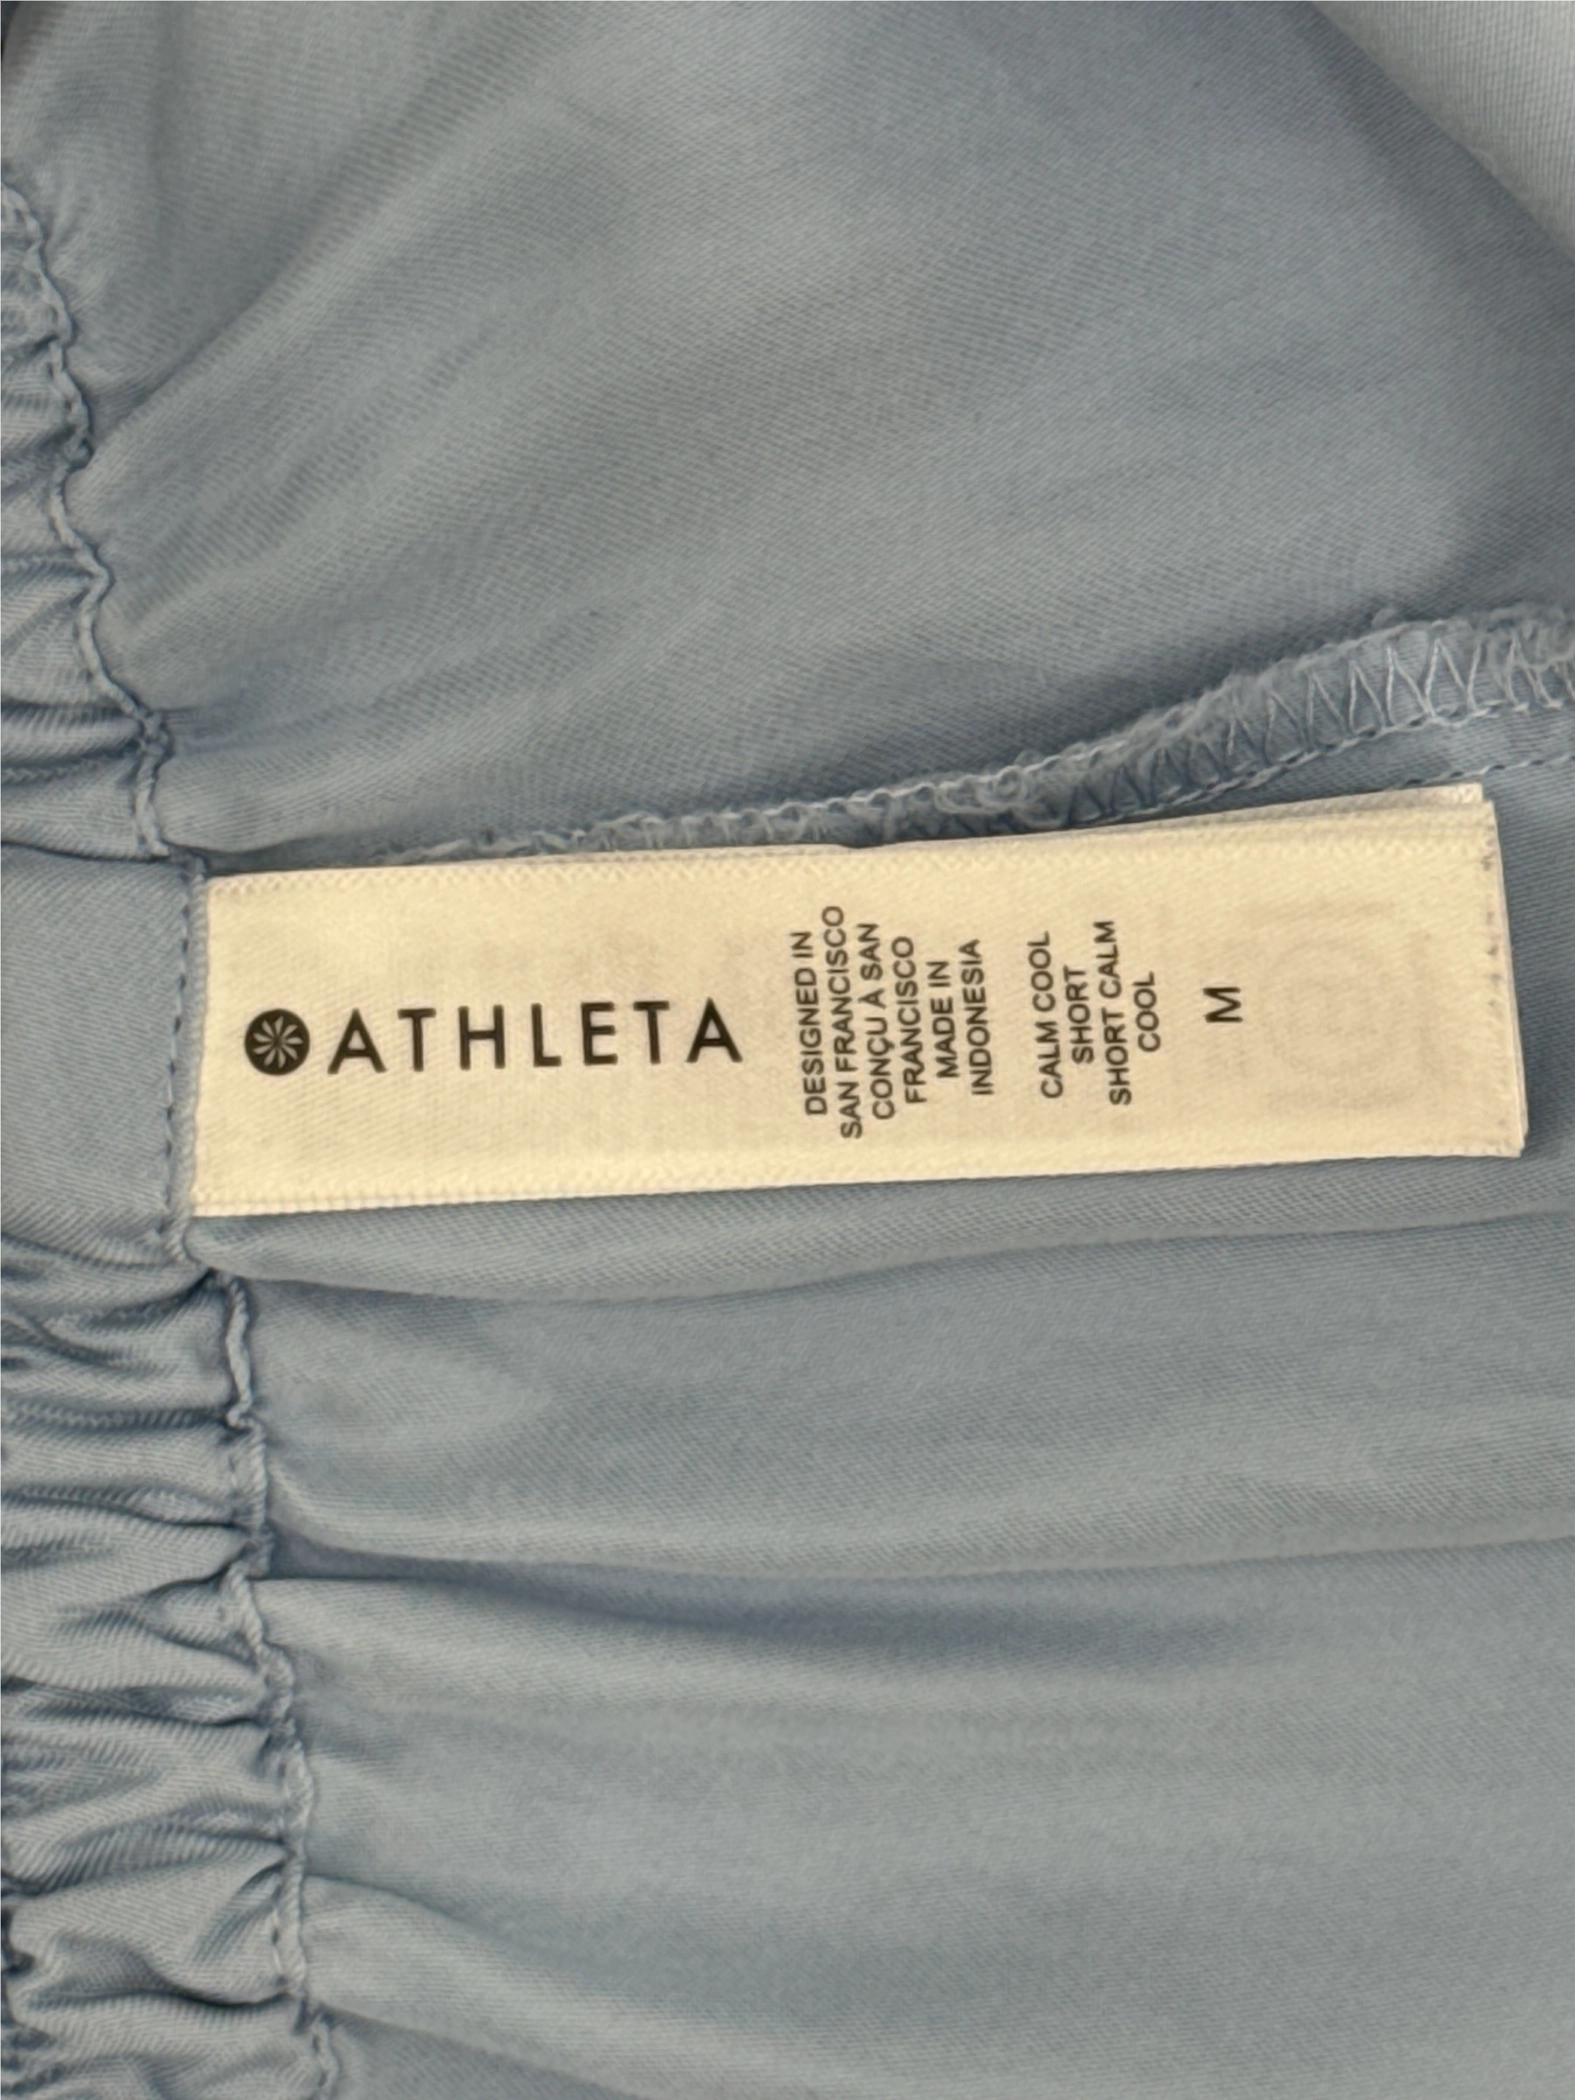 ATHLETA
DESIGNED IN
SAN FRANCISCO
CONÇU À SAN
FRANCISCO
MADE IN
INDONESIA
CALM COOL
SHORT
SHORT CALM
COOL
M